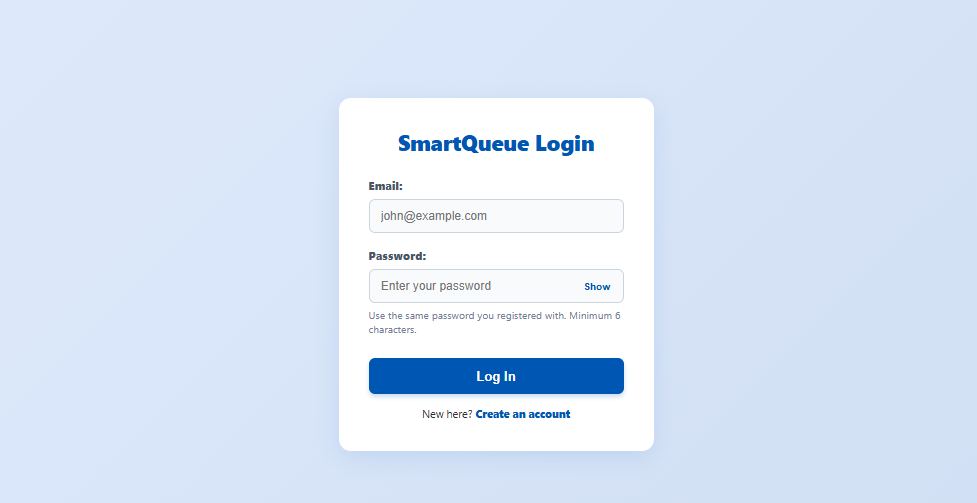 SmartQueue Login
Email:
john@example.com
Password:
Enter your password
Show
Use the same password you registered with. Minimum 6
characters.
Log In
New here? Create an account